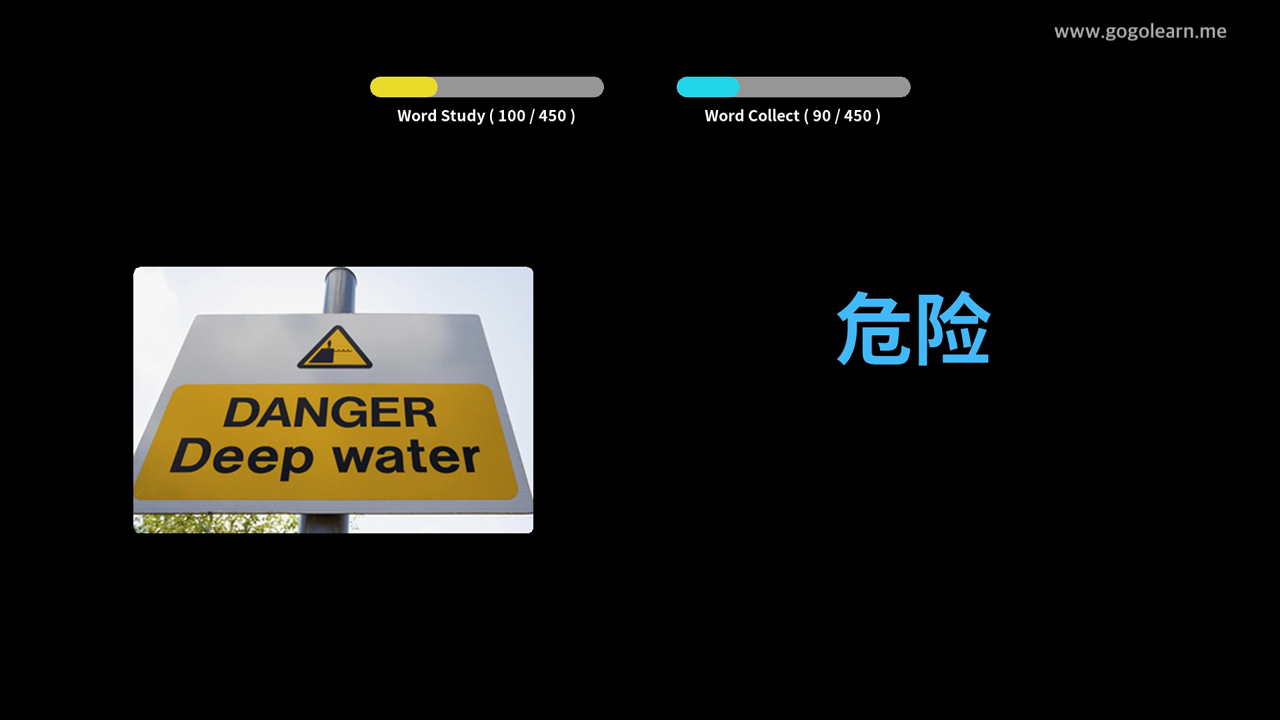 www.gogolearn.me
Word Study ( 100 / 450 )
Word Collect ( 90 / 450 )
DANGER
Deep water
危险